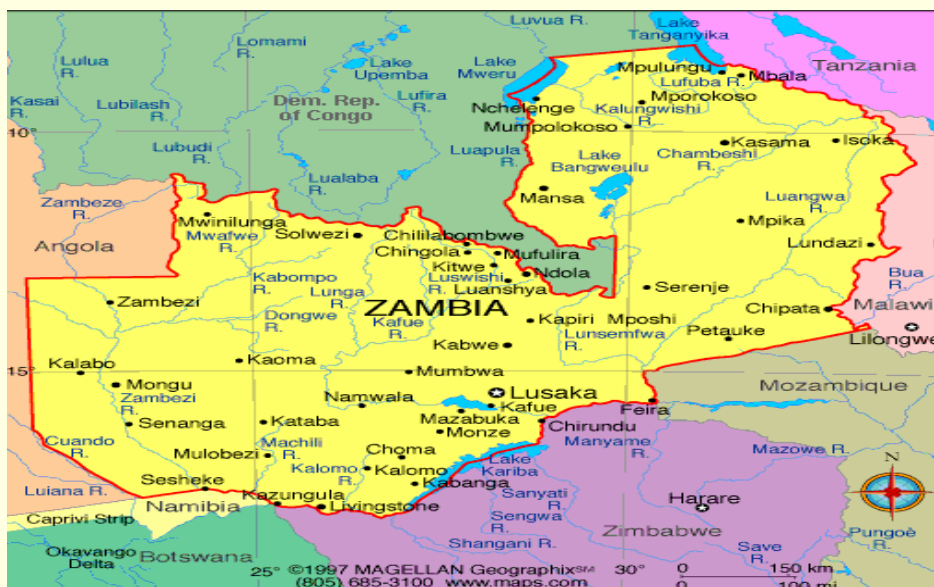 Luvua R.
Lake Tanganyika
Lomami R.
Lulua R.
Lake Upemba
Lake Mweru
Mpulungu
Lufuba R.
Mbala
Tanzania
Kasai R.
Lubilash R.
Dem. Rep. of Congo
Lufira R.
Nchelenge
Mporokoso
Kalungwishi R.
Mumpolokoso
10°
Lubudi R.
Luapula R.
Kasama
Isoka
Lake Bangweulu
Chambeshi R.
Lualaba R.
Mansa
Luangwa R.
Zambeze R.
Mwinilunga
Mwafwe R.
Solwezi
Chililabombwe
Mpika
Angola
Chingola
Mufulira
Lundazi
Kitwe
Ndola
Kabompo R.
Lunga R.
Luswishi R.
Luanshya
Bua R.
Zambezi
Serenje
Malawi
ZAMBIA
Chipata
Dongwe R.
Kafue R.
Kapiri Mposhi
Lunsemfwa R.
Petauke
Lilongwe
Kabwe
Kalabo
Kaoma
15°
Mumbwa
Mongu
Lusaka
Mozambique
Zambezi R.
Namwala
Kafue
Feira
Senanga
Kataba
Mazabuka
Chirundu
Monze
Manyame R.
Cuando R.
Machili R.
Mulobezi
Choma
Mazowe R.
Kalomo R.
Kalomo
Lake Kariba
N
Luiana R.
Sesheke
Kabanga
Sanyati R.
Kazungula
Livingstone
Harare
Namibia
Caprivi Strip
Sengwa R.
Zimbabwe
Pungoè R.
Okavango Delta
Botswana
Shangani R.
Save R.
25°
©1997 MAGELLAN Geographix℠
30°
0 150 km
(805) 685-3100 www.maps.com
0 100 mi